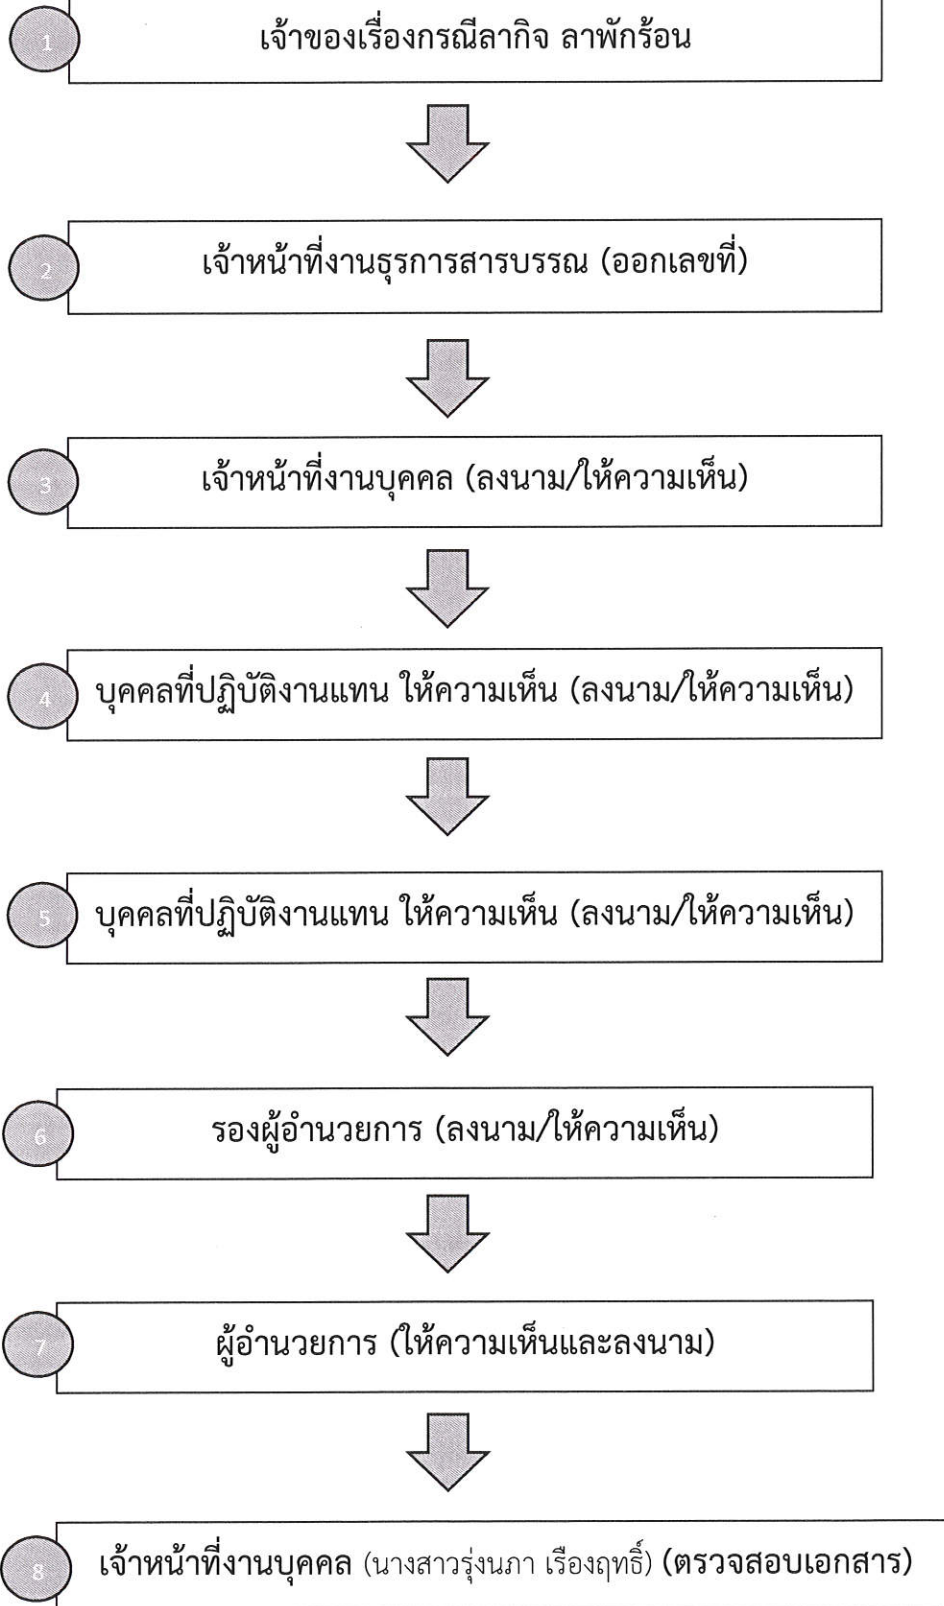 1
เจ้าของเรื่องกรณีลากิจ ลาพักร้อน
2
เจ้าหน้าที่งานธุรการสารบรรณ (ออกเลขที่)
3
เจ้าหน้าที่งานบุคคล (ลงนาม/ให้ความเห็น)
4
บุคคลที่ปฏิบัติงานแทน ให้ความเห็น (ลงนาม/ให้ความเห็น)
5
บุคคลที่ปฏิบัติงานแทน ให้ความเห็น (ลงนาม/ให้ความเห็น)
6
รองผู้อำนวยการ (ลงนาม/ให้ความเห็น)
7
ผู้อำนวยการ (ให้ความเห็นและลงนาม)
8
เจ้าหน้าที่งานบุคคล (นางสาวรุ่งนภา เรืองฤทธิ์) (ตรวจสอบเอกสาร)